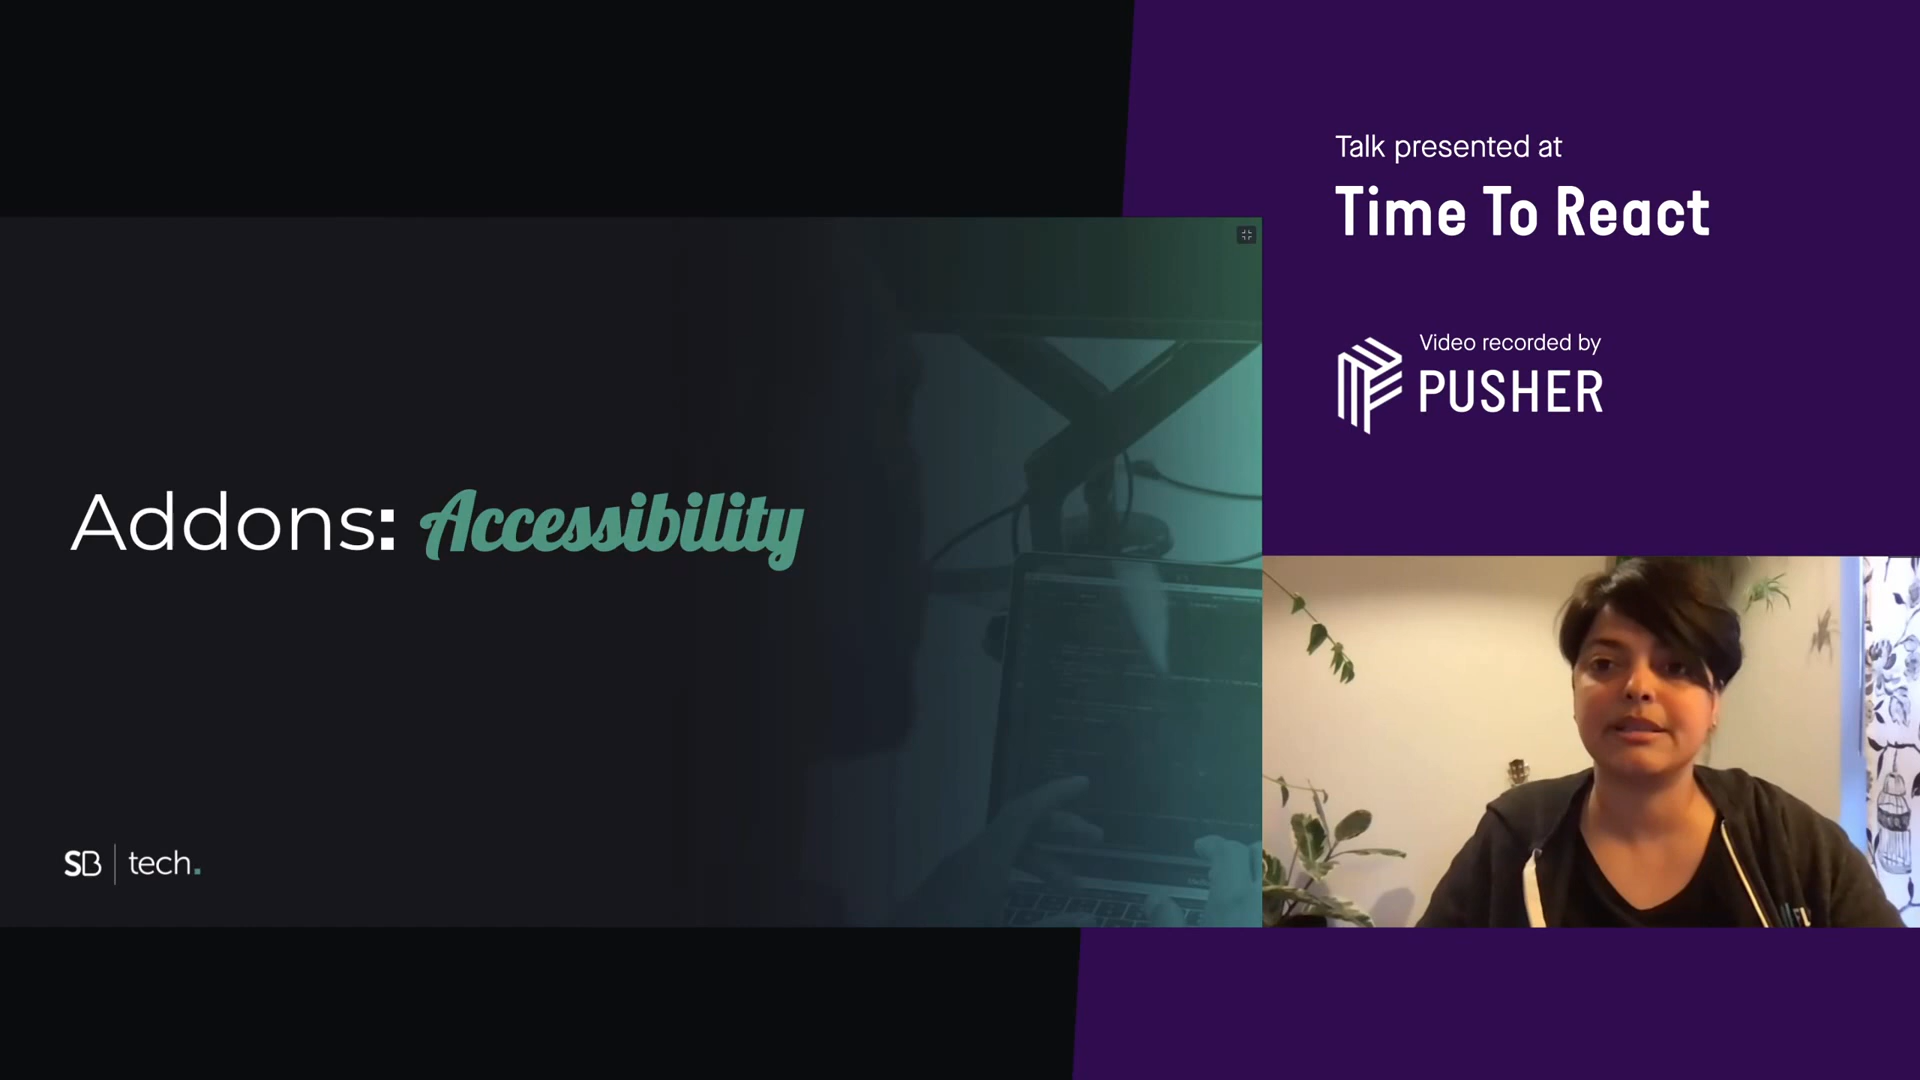 Talk presented at
Time To React
Video recorded by
PUSHER
Addons: Accessibility
SB | tech.